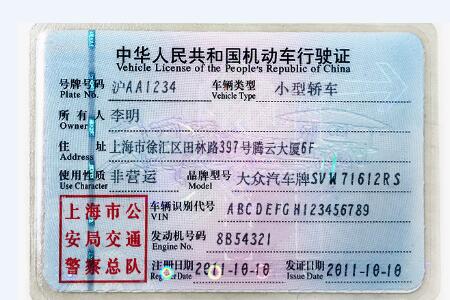 中华人民共和国机动车行驶证
Vehicle License of the People's Republic of China
号牌号码 沪AA1234 车辆类型 小型轿车
Plate No. Vehicle Type
所有人 李明
Owner
住址 上海市徐汇区田林路397号腾云大厦6F
Address
使用性质 非营运 品牌型号 大众汽车牌SVW71612RS
Use Character Model
上海市公
安局交通
警察总队
车辆识别代号 ABCDEFGH123456789
VIN
发动机号码 8B54321
Engine No.
注册日期 2011-10-10 发证日期 2011-10-10
Register Date Issue Date